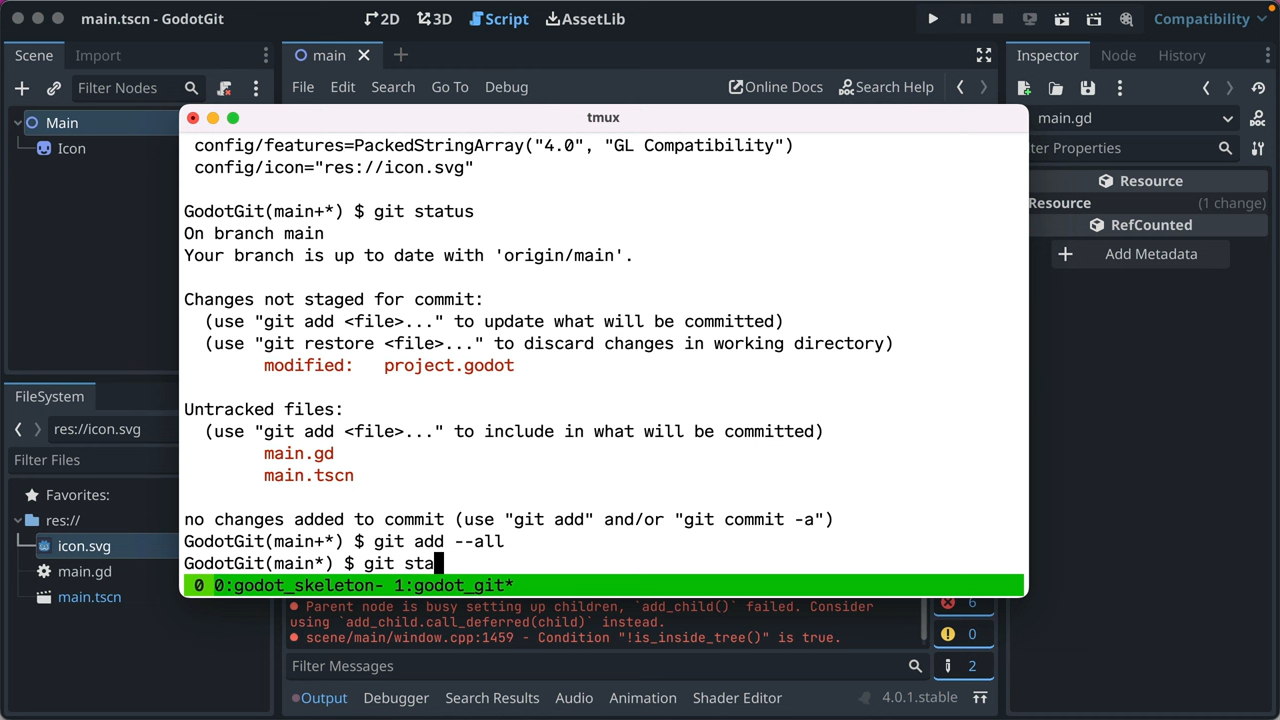 main.tscn - GodotGit
2D
3D
Script
AssetLib
Compatibility
Scene
Import
main
Inspector
Node
History
Filter Nodes
File
Edit
Search
Go To
Debug
Online Docs
Search Help
Main
Icon
tmux
main.gd
ter Properties
config/features=PackedStringArray("4.0", "GL Compatibility")
config/icon="res://icon.svg"
Resource
Resource
(1 change)
RefCounted
Add Metadata
GodotGit(main+*) $ git status
On branch main
Your branch is up to date with 'origin/main'.
Changes not staged for commit:
(use "git add <file>..." to update what will be committed)
(use "git restore <file>..." to discard changes in working directory)
modified:   project.godot
Untracked files:
(use "git add <file>..." to include in what will be committed)
main.gd
main.tscn
no changes added to commit (use "git add" and/or "git commit -a")
GodotGit(main+*) $ git add --all
GodotGit(main*) $ git sta
0 0:godot_skeleton- 1:godot_git*
FileSystem
res://icon.svg
Filter Files
Favorites:
res://
icon.svg
main.gd
main.tscn
Parent node is busy setting up children, `add_child()` failed. Consider
using `add_child.call_deferred(child)` instead.
scene/main/window.cpp:1459 - Condition "!is_inside_tree()" is true.
6
0
2
Filter Messages
Output
Debugger
Search Results
Audio
Animation
Shader Editor
4.0.1.stable